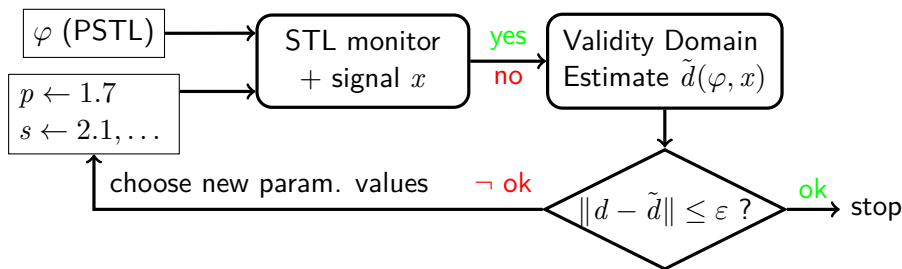 φ (PSTL)
STL monitor
+ signal x
yes
no
Validity Domain
Estimate d̃(φ, x)
p ← 1.7
s ← 2.1, …
choose new param. values
¬ ok
‖d − d̃‖ ≤ ε ?
ok
stop